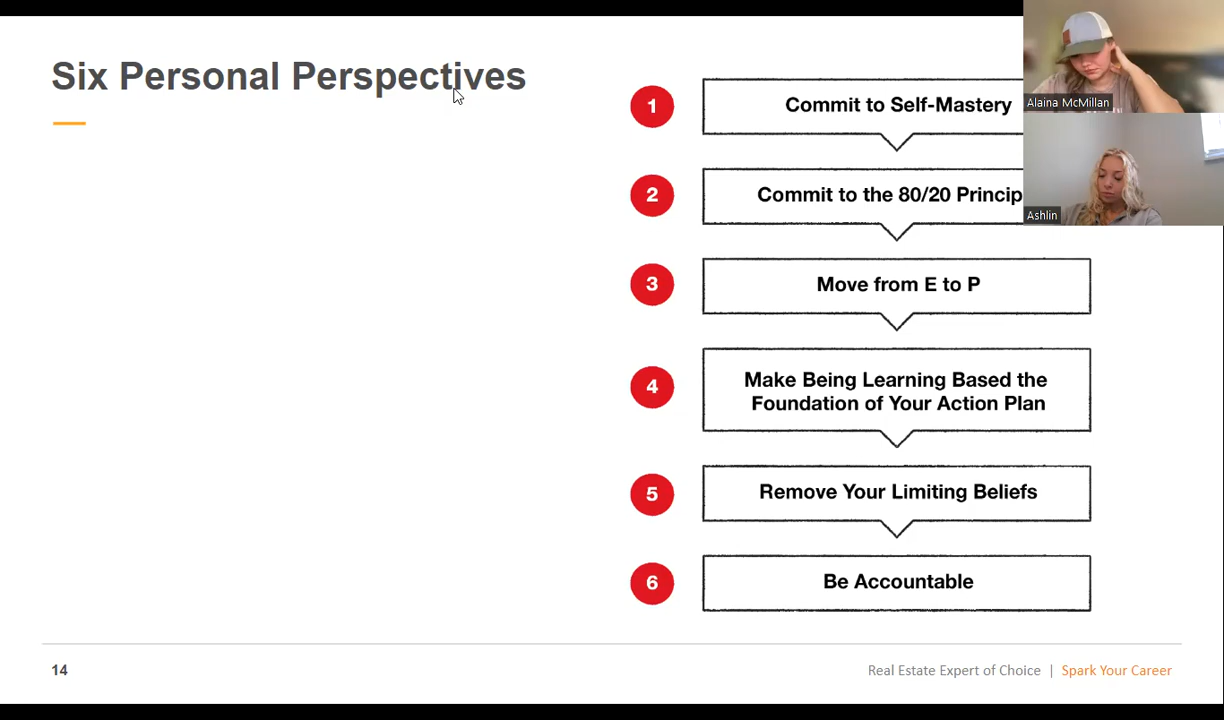 Six Personal Perspectives
1
Commit to Self-Mastery
2
Commit to the 80/20 Princip
3
Move from E to P
4
Make Being Learning Based the
Foundation of Your Action Plan
5
Remove Your Limiting Beliefs
6
Be Accountable
Alaina McMillan
Ashlin
14
Real Estate Expert of Choice | Spark Your Career